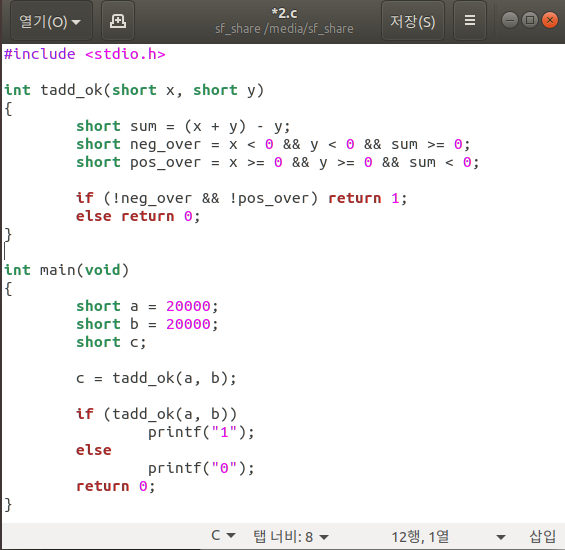 열기(O)
*2.c
sf_share /media/sf_share
저장(S)
#include <stdio.h>
int tadd_ok(short x, short y)
{
        short sum = (x + y) - y;
        short neg_over = x < 0 && y < 0 && sum >= 0;
        short pos_over = x >= 0 && y >= 0 && sum < 0;
        if (!neg_over && !pos_over) return 1;
        else return 0;
}
int main(void)
{
        short a = 20000;
        short b = 20000;
        short c;
        c = tadd_ok(a, b);
        if (tadd_ok(a, b))
                printf("1");
        else
                printf("0");
        return 0;
}
C 탭 너비: 8 12행, 1열 삽입